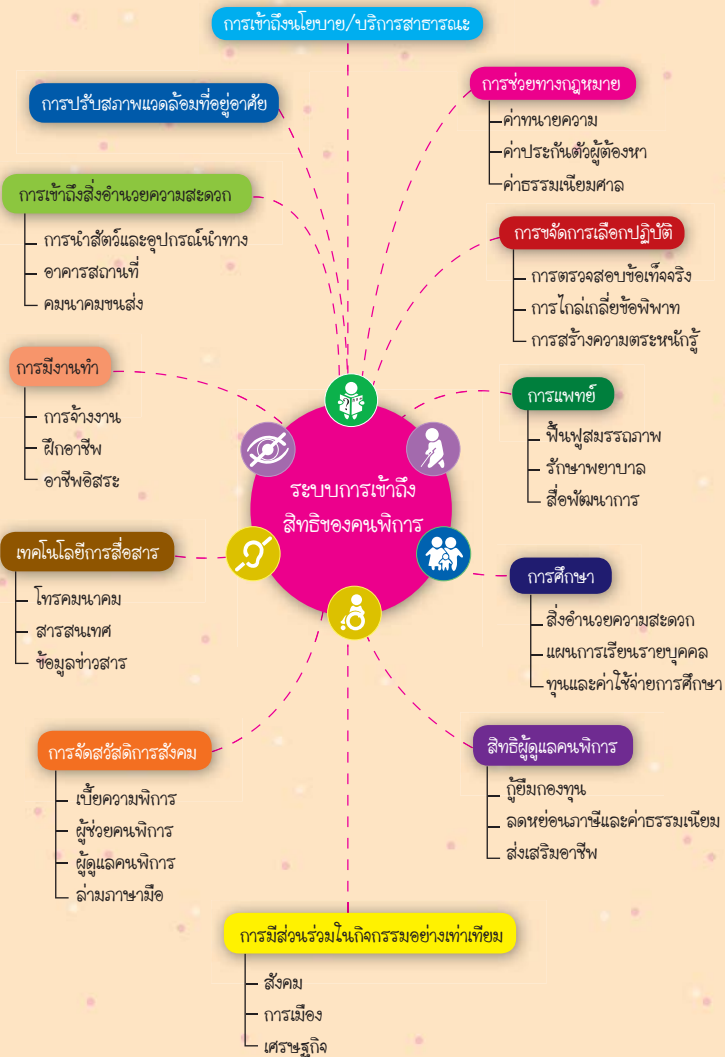 การเข้าถึงนโยบาย/บริการสาธารณะ
การปรับสภาพแวดล้อมที่อยู่อาศัย
การเข้าถึงสิ่งอำนวยความสะดวก
การนำสัตว์และอุปกรณ์นำทาง
อาคารสถานที่
คมนาคมขนส่ง
การมีงานทำ
การจ้างงาน
ฝึกอาชีพ
อาชีพอิสระ
เทคโนโลยีการสื่อสาร
โทรคมนาคม
สารสนเทศ
ข้อมูลข่าวสาร
การจัดสวัสดิการสังคม
เบี้ยความพิการ
ผู้ช่วยคนพิการ
ผู้ดูแลคนพิการ
ล่ามภาษามือ
ระบบการเข้าถึง
สิทธิของคนพิการ
การช่วยทางกฎหมาย
ค่าทนายความ
ค่าประกันตัวผู้ต้องหา
ค่าธรรมเนียมศาล
การขจัดการเลือกปฏิบัติ
การตรวจสอบข้อเท็จจริง
การไกล่เกลี่ยข้อพิพาท
การสร้างความตระหนักรู้
การแพทย์
ฟื้นฟูสมรรถภาพ
รักษาพยาบาล
สื่อพัฒนาการ
การศึกษา
สิ่งอำนวยความสะดวก
แผนการเรียนรายบุคคล
ทุนและค่าใช้จ่ายการศึกษา
สิทธิผู้ดูแลคนพิการ
กู้ยืมกองทุน
ลดหย่อนภาษีและค่าธรรมเนียม
ส่งเสริมอาชีพ
การมีส่วนร่วมในกิจกรรมอย่างเท่าเทียม
สังคม
การเมือง
เศรษฐกิจ